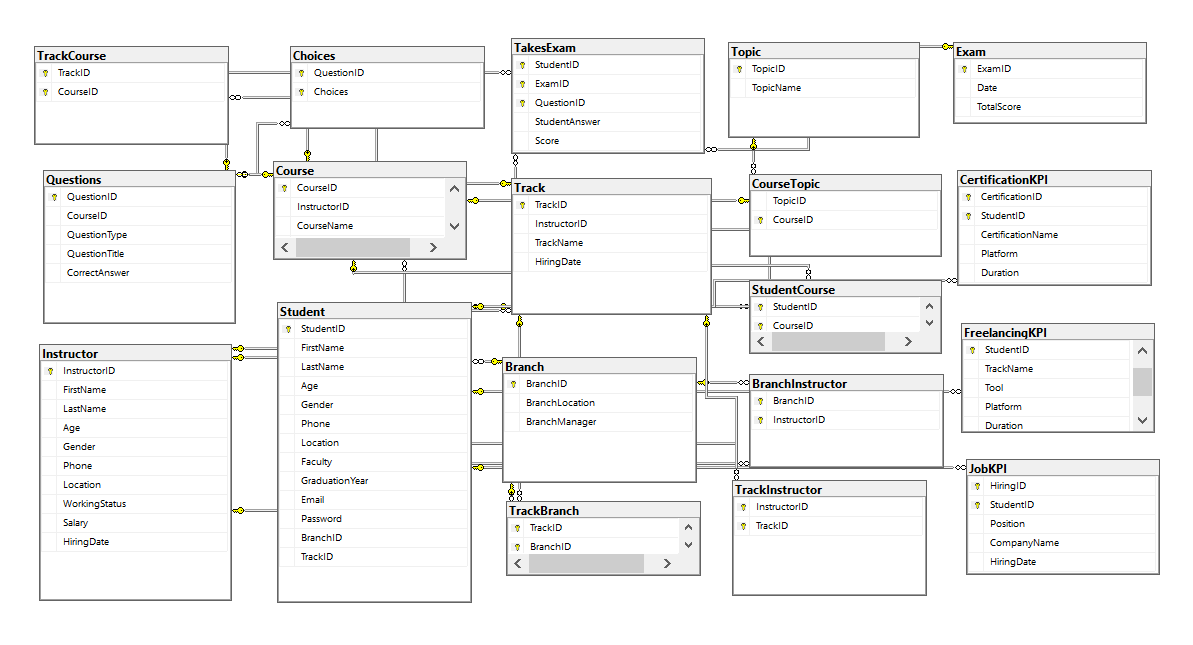 TrackCourse
TrackID
CourseID
Choices
QuestionID
Choices
TakesExam
StudentID
ExamID
QuestionID
StudentAnswer
Score
Topic
TopicID
TopicName
Exam
ExamID
Date
TotalScore
Questions
QuestionID
CourseID
QuestionType
QuestionTitle
CorrectAnswer
Course
CourseID
InstructorID
CourseName
Track
TrackID
InstructorID
TrackName
HiringDate
CourseTopic
TopicID
CourseID
CertificationKPI
CertificationID
StudentID
CertificationName
Platform
Duration
StudentCourse
StudentID
CourseID
Instructor
InstructorID
FirstName
LastName
Age
Gender
Phone
Location
WorkingStatus
Salary
HiringDate
Student
StudentID
FirstName
LastName
Age
Gender
Phone
Location
Faculty
GraduationYear
Email
Password
BranchID
TrackID
Branch
BranchID
BranchLocation
BranchManager
BranchInstructor
BranchID
InstructorID
FreelancingKPI
StudentID
TrackName
Tool
Platform
Duration
TrackBranch
TrackID
BranchID
TrackInstructor
InstructorID
TrackID
JobKPI
HiringID
StudentID
Position
CompanyName
HiringDate